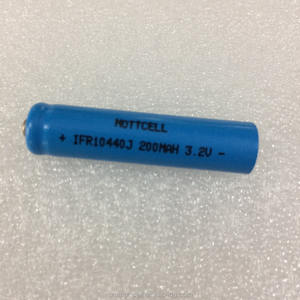 MOTTCELL
+ IFR10440J 200MAH 3.2V -